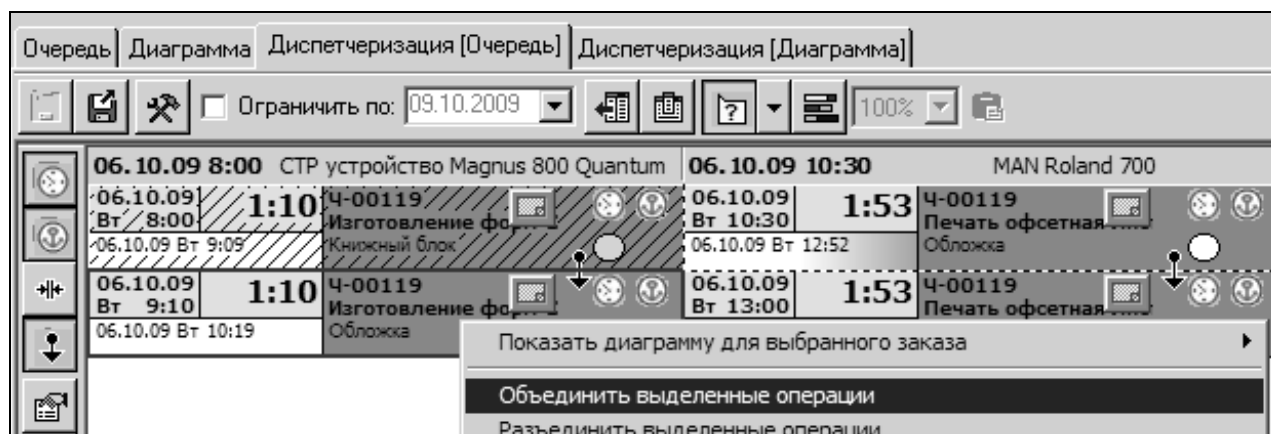 Очередь Диаграмма Диспетчеризация [Очередь] Диспетчеризация [Диаграмма]
Ограничить по: 09.10.2009 100%
06.10.09 8:00 CTP устройство Magnus 800 Quantum 06.10.09 10:30 MAN Roland 700
06.10.09 1:10 Ч-00119 06.10.09 1:53 Ч-00119
Вт 8:00 Изготовление Вт 10:30 Печать офсетная
06.10.09 Вт 9:09 Книжный блок 06.10.09 Вт 12:52 Обложка
06.10.09 1:10 Ч-00119 06.10.09 1:53 Ч-00119
Вт 9:10 Изготовление Вт 13:00 Печать офсетная
06.10.09 Вт 10:19 Обложка
Показать диаграмму для выбранного заказа
Объединить выделенные операции
Разъединить выделенные операции